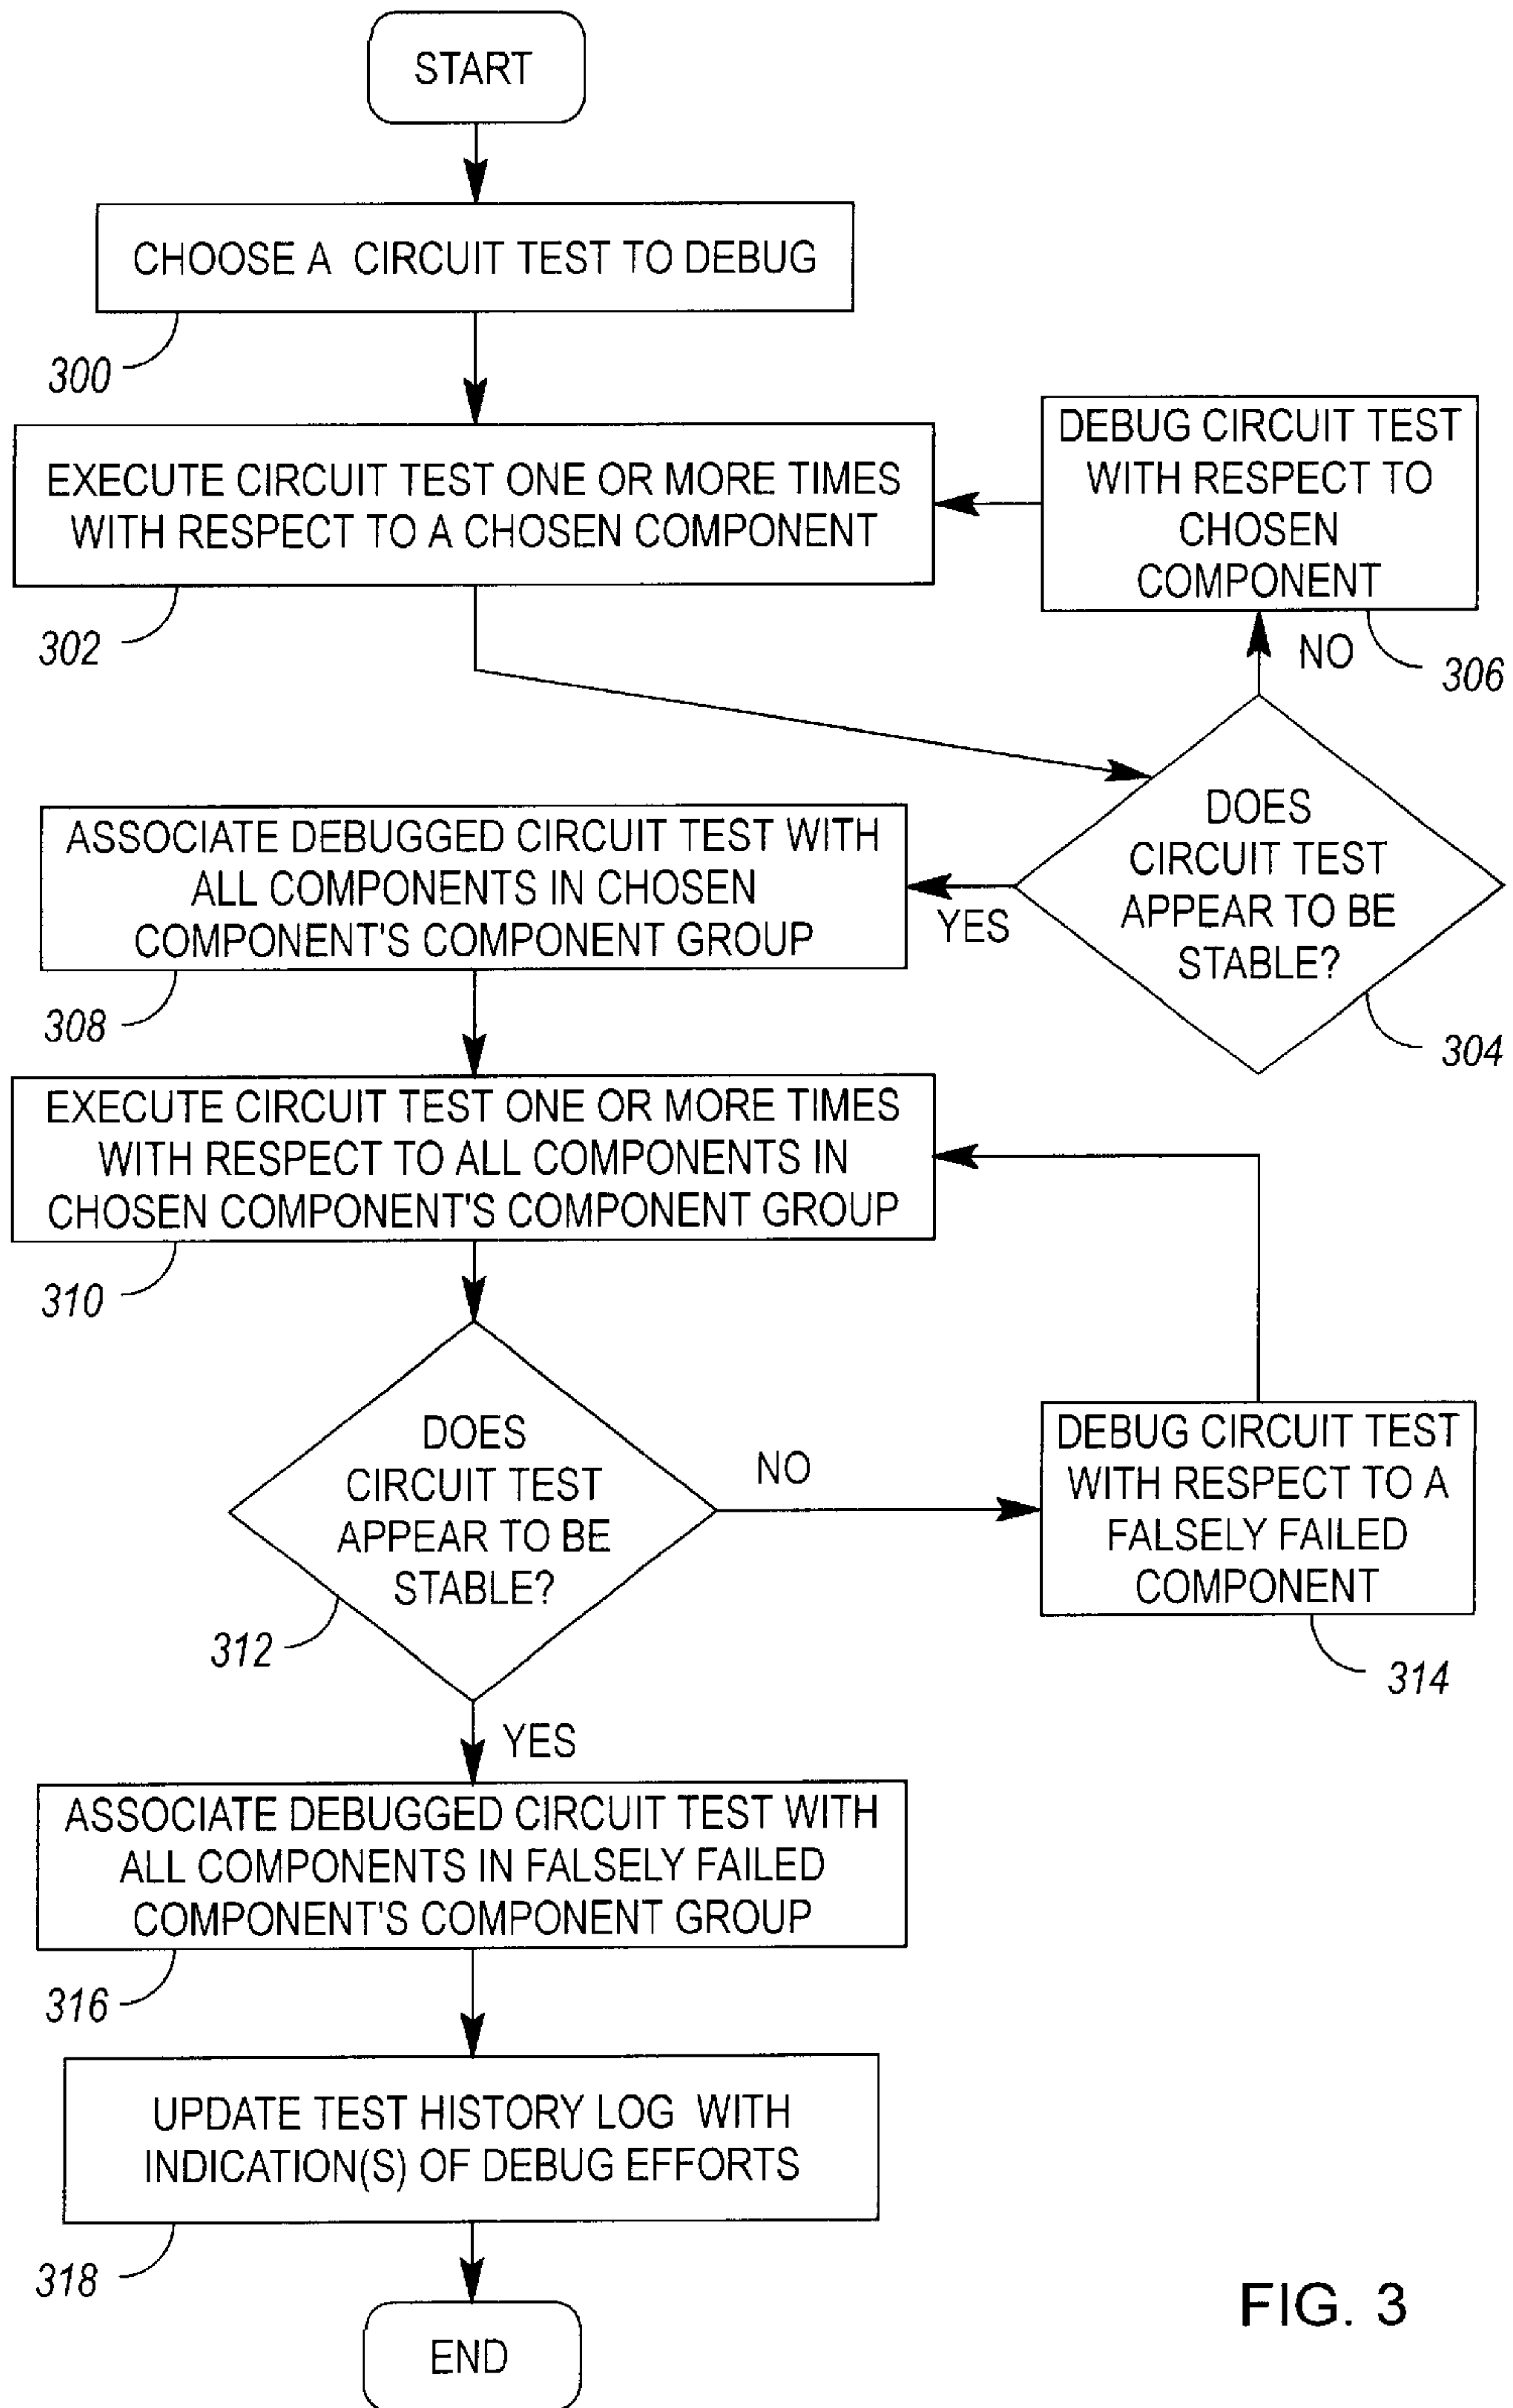 START
CHOOSE A CIRCUIT TEST TO DEBUG
300
EXECUTE CIRCUIT TEST ONE OR MORE TIMES
WITH RESPECT TO A CHOSEN COMPONENT
302
DEBUG CIRCUIT TEST
WITH RESPECT TO
CHOSEN
COMPONENT
306
NO
DOES
CIRCUIT TEST
APPEAR TO BE
STABLE?
304
YES
ASSOCIATE DEBUGGED CIRCUIT TEST WITH
ALL COMPONENTS IN CHOSEN
COMPONENT'S COMPONENT GROUP
308
EXECUTE CIRCUIT TEST ONE OR MORE TIMES
WITH RESPECT TO ALL COMPONENTS IN
CHOSEN COMPONENT'S COMPONENT GROUP
310
DOES
CIRCUIT TEST
APPEAR TO BE
STABLE?
312
NO
DEBUG CIRCUIT TEST
WITH RESPECT TO A
FALSELY FAILED
COMPONENT
314
YES
ASSOCIATE DEBUGGED CIRCUIT TEST WITH
ALL COMPONENTS IN FALSELY FAILED
COMPONENT'S COMPONENT GROUP
316
UPDATE TEST HISTORY LOG WITH
INDICATION(S) OF DEBUG EFFORTS
318
END
FIG. 3